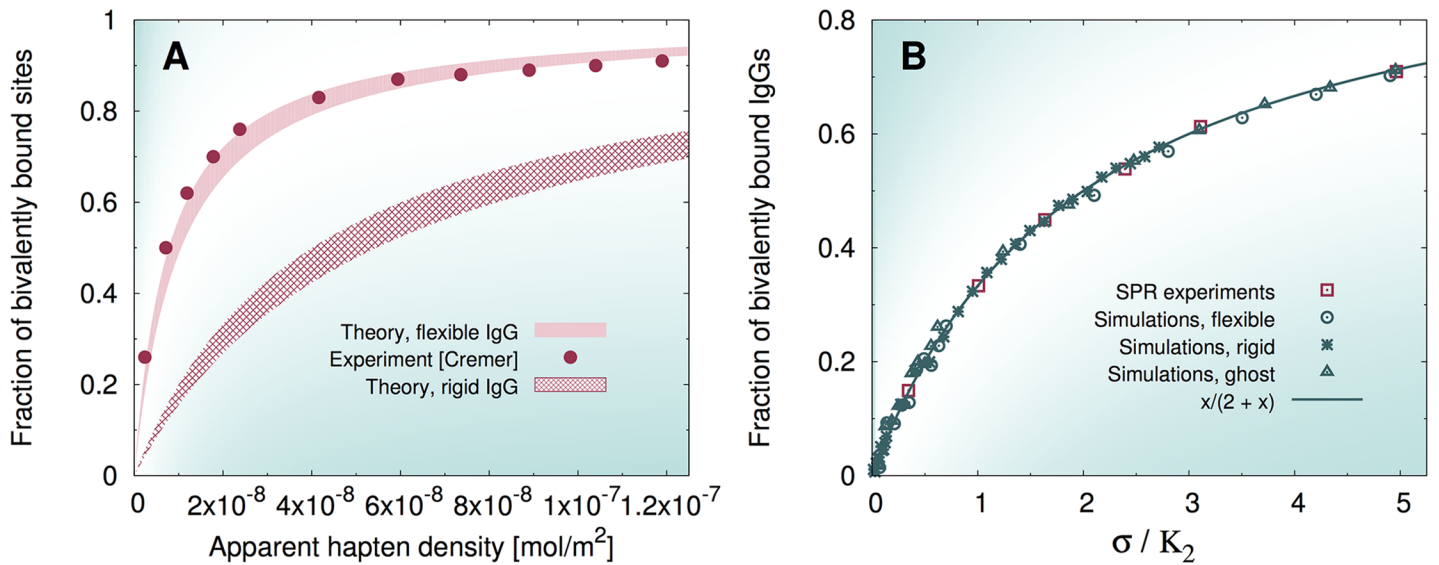 A
Fraction of bivalently bound sites
1
0.8
0.6
0.4
0.2
0
Theory, flexible IgG
Experiment [Cremer]
Theory, rigid IgG
0 2x10-8 4x10-8 6x10-8 8x10-8 1x10-7 1.2x10-7
Apparent hapten density [mol/m2]
B
Fraction of bivalently bound IgGs
0.8
0.6
0.4
0.2
0
SPR experiments
Simulations, flexible
Simulations, rigid
Simulations, ghost
x/(2 + x)
0 1 2 3 4 5
σ / K2